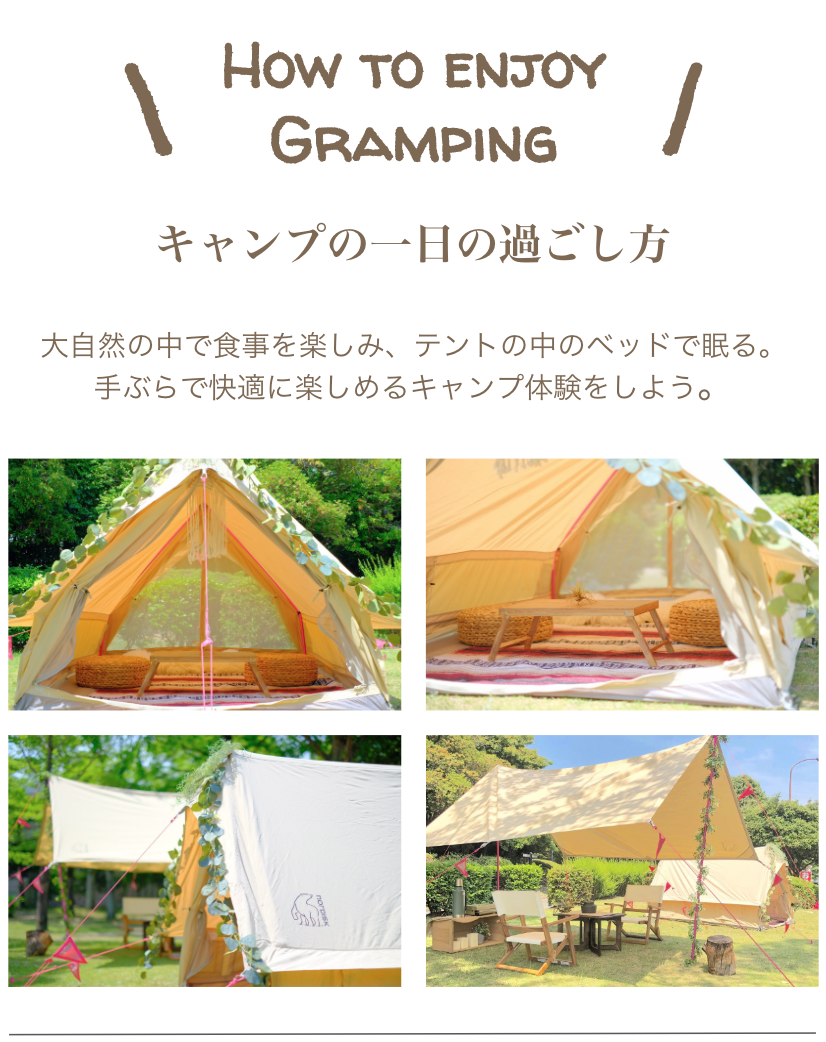 HOW TO ENJOY
GRAMPING
キャンプの一日の過ごし方
大自然の中で食事を楽しみ、テントの中のベッドで眠る。
手ぶらで快適に楽しめるキャンプ体験をしよう。
NORDISK